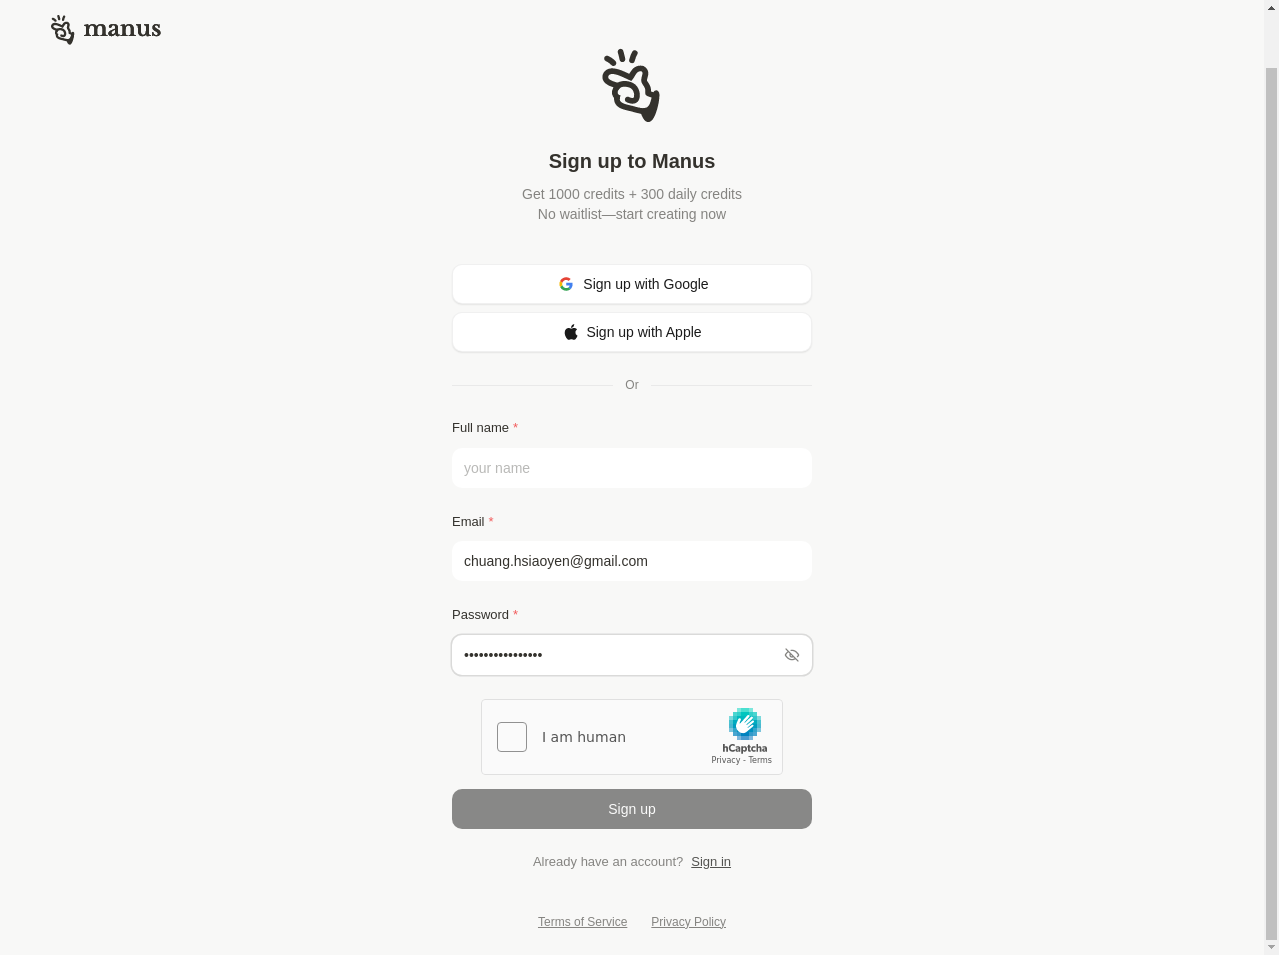 manus
Sign up to Manus
Get 1000 credits + 300 daily credits
No waitlist—start creating now
Sign up with Google
Sign up with Apple
Or
Full name *
your name
Email *
chuang.hsiaoyen@gmail.com
Password *
••••••••••••••••
I am human
hCaptcha
Privacy - Terms
Sign up
Already have an account? Sign in
Terms of Service Privacy Policy